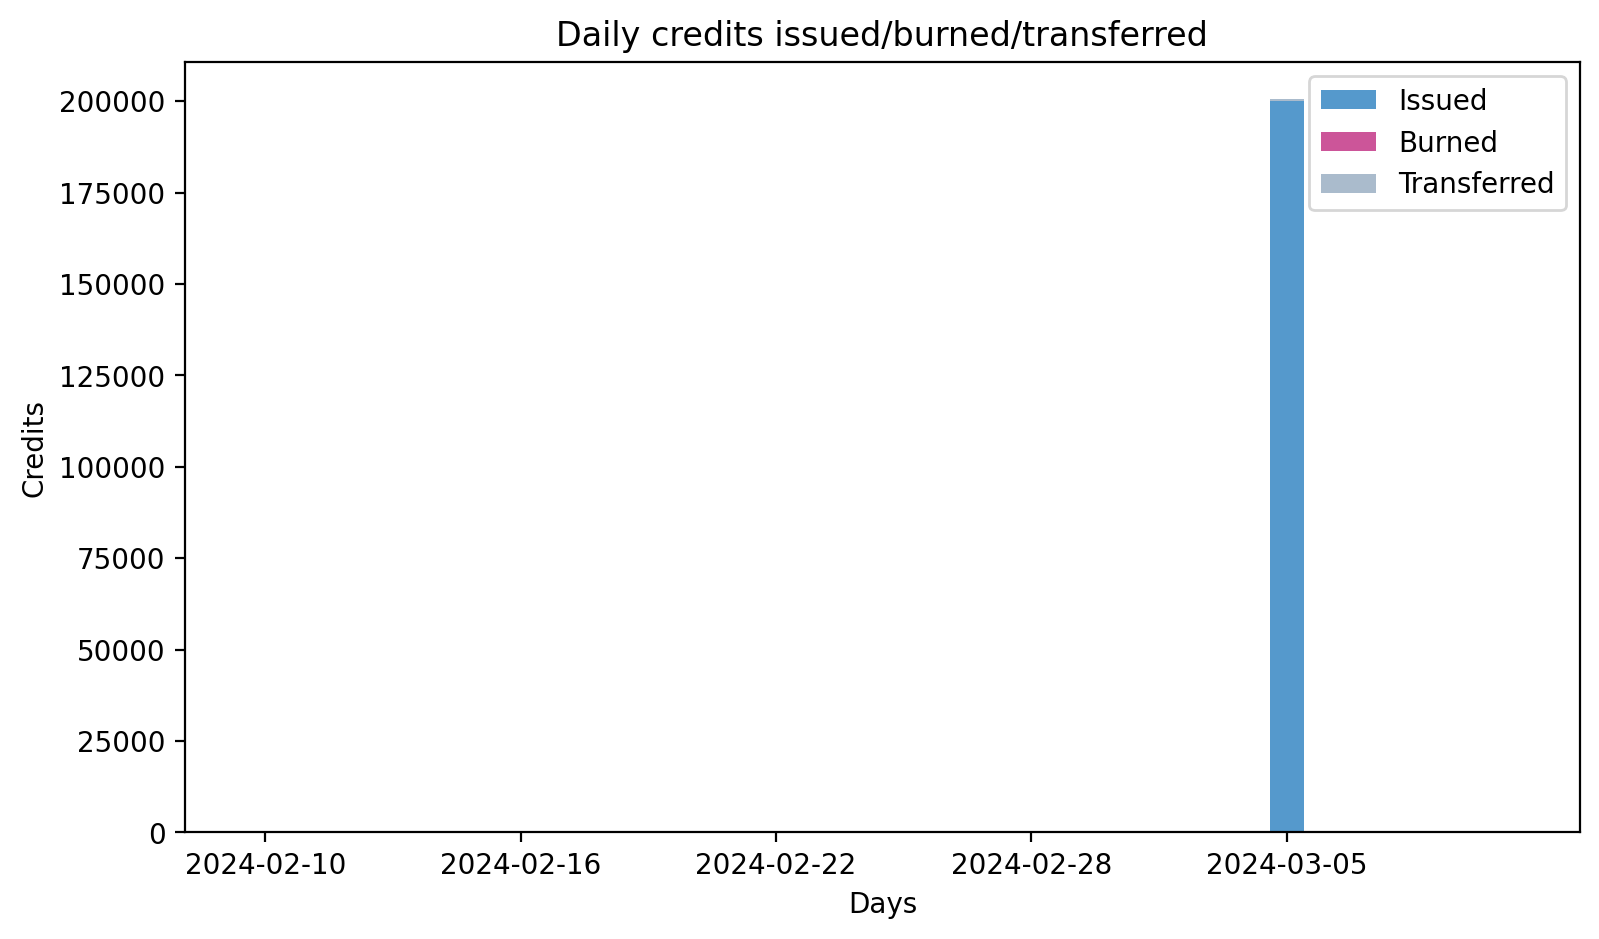 Daily credits issued/burned/transferred
200000
175000
150000
125000
100000
75000
50000
25000
0
Credits
Issued
Burned
Transferred
2024-02-10 2024-02-16 2024-02-22 2024-02-28 2024-03-05
Days